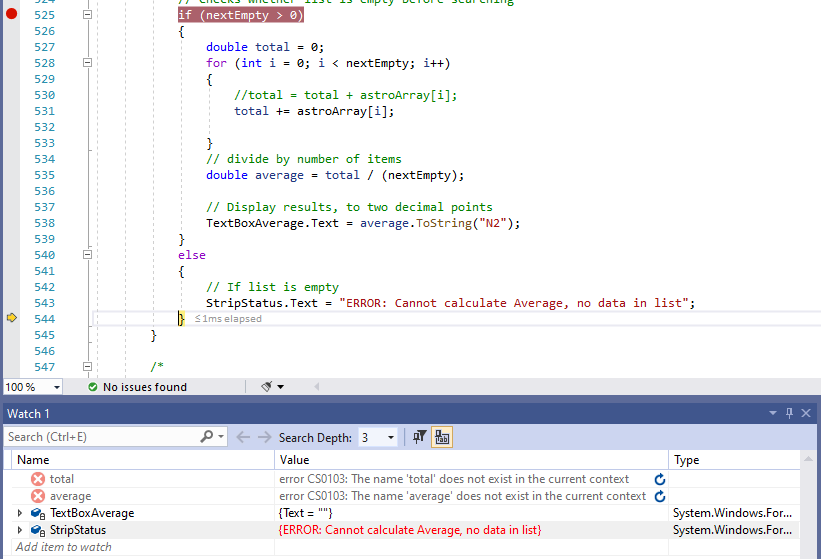 524 // Checks whether list is empty before searching
525 if (nextEmpty > 0)
526 {
527 double total = 0;
528 for (int i = 0; i < nextEmpty; i++)
529 {
530 //total = total + astroArray[i];
531 total += astroArray[i];
532
533 }
534 // divide by number of items
535 double average = total / (nextEmpty);
536
537 // Display results, to two decimal points
538 TextBoxAverage.Text = average.ToString("N2");
539 }
540 else
541 {
542 // If list is empty
543 StripStatus.Text = "ERROR: Cannot calculate Average, no data in list";
544 } ≤1ms elapsed
545 }
546
547 /*
100 % No issues found
Watch 1
Search (Ctrl+E) Search Depth: 3
Name Value Type
total error CS0103: The name 'total' does not exist in the current context
average error CS0103: The name 'average' does not exist in the current context
TextBoxAverage {Text = ""} System.Windows.For...
StripStatus {ERROR: Cannot calculate Average, no data in list} System.Windows.For...
Add item to watch